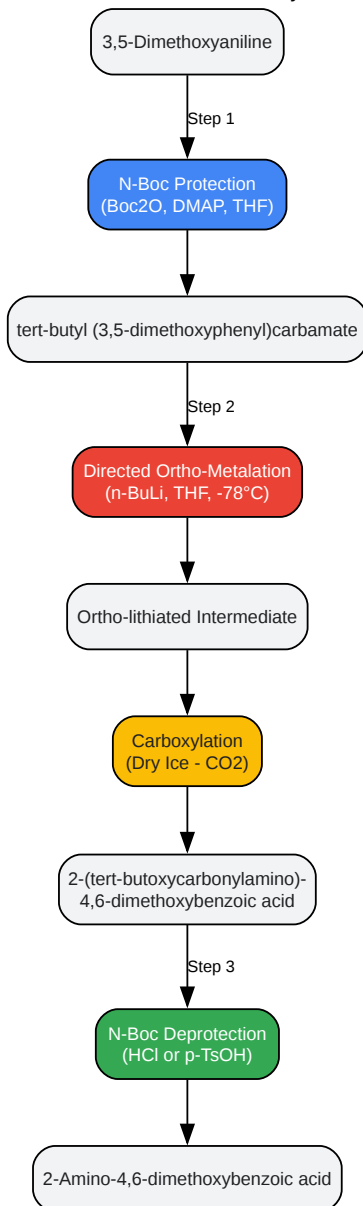 3,5-Dimethoxyaniline
Step 1
N-Boc Protection
(Boc2O, DMAP, THF)
tert-butyl (3,5-dimethoxyphenyl)carbamate
Step 2
Directed Ortho-Metalation
(n-BuLi, THF, -78°C)
Ortho-lithiated Intermediate
Carboxylation
(Dry Ice - CO2)
2-(tert-butoxycarbonylamino)-
4,6-dimethoxybenzoic acid
Step 3
N-Boc Deprotection
(HCl or p-TsOH)
2-Amino-4,6-dimethoxybenzoic acid